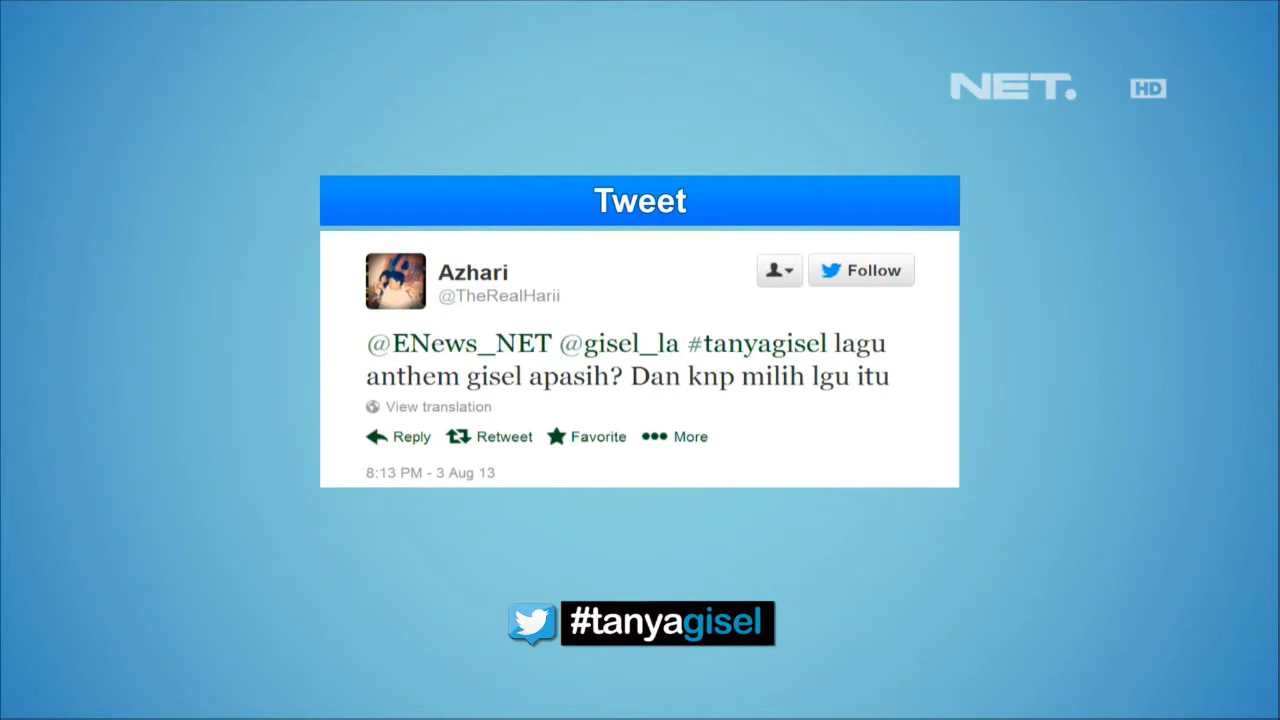 NET. HD
Tweet
Azhari
@TheRealHarii
Follow
@ENews_NET @gisel_la #tanyagisel lagu
anthem gisel apasih? Dan knp milih lgu itu
View translation
Reply Retweet Favorite More
8:13 PM - 3 Aug 13
#tanyagisel